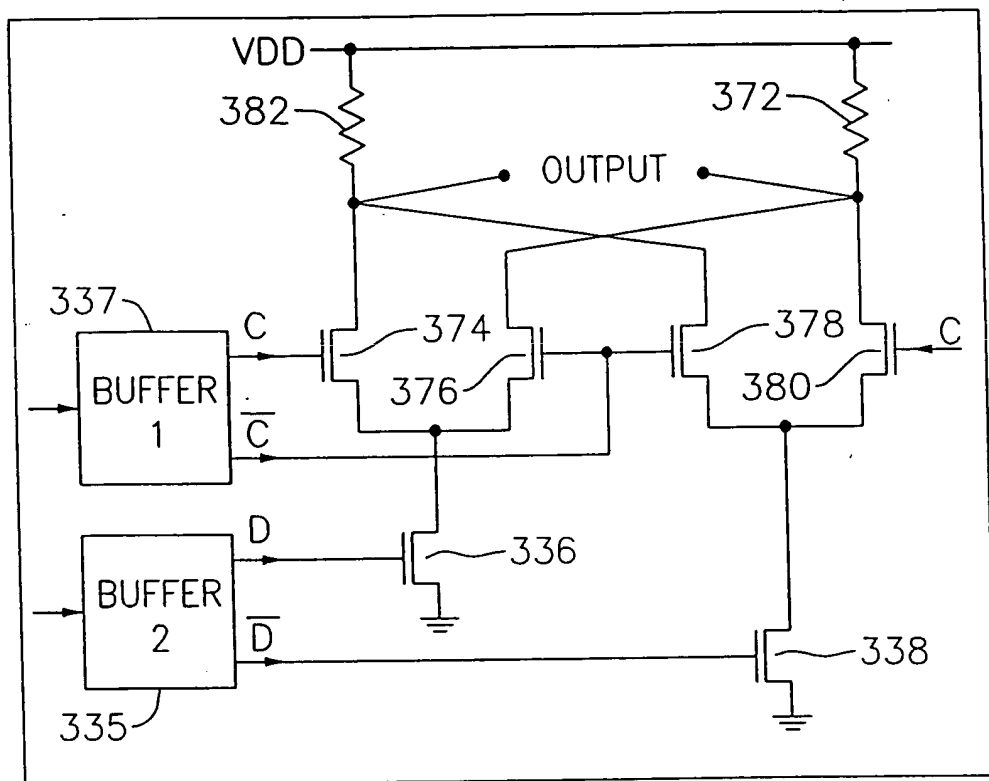 VDD
382
372
OUTPUT
337
C
374
376
378
380
C
BUFFER
1
C̅
D
336
BUFFER
2
D̅
338
335